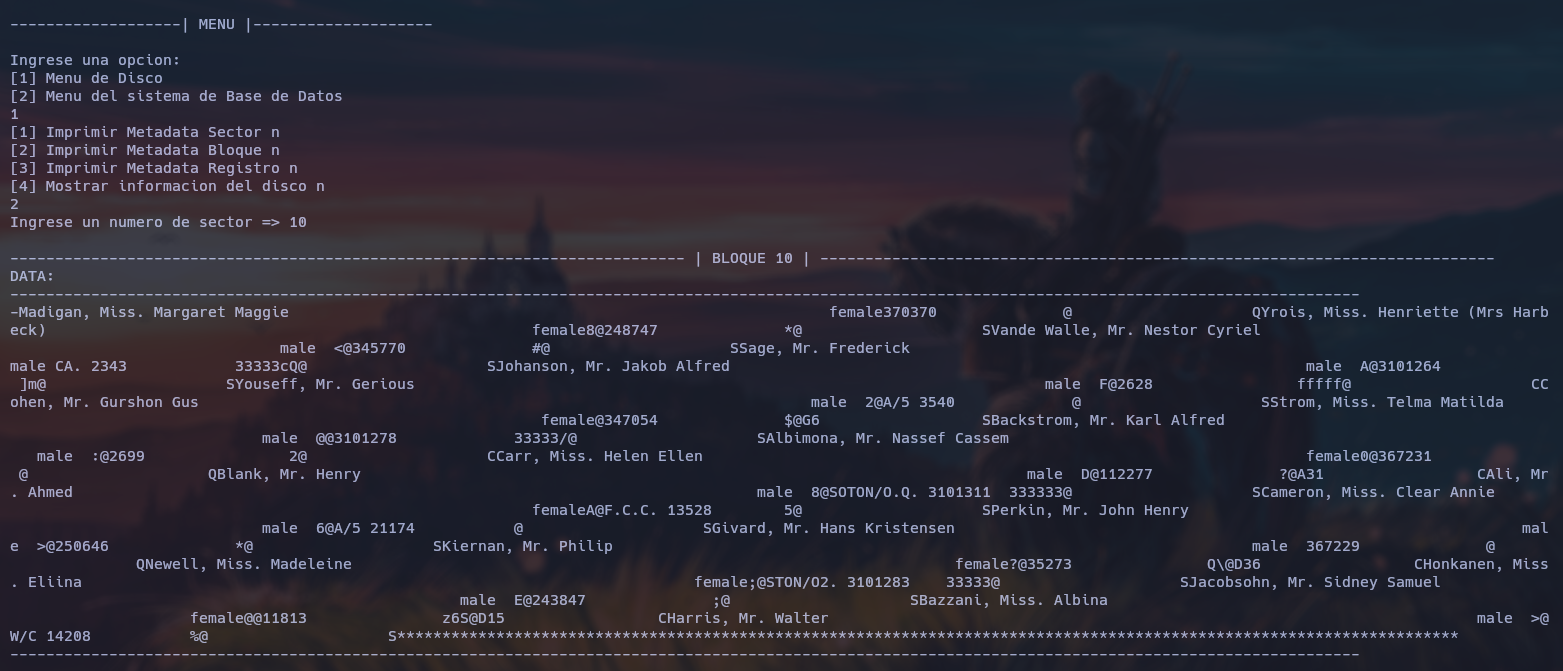 -------------------| MENU |--------------------
Ingrese una opcion:
[1] Menu de Disco
[2] Menu del sistema de Base de Datos
1
[1] Imprimir Metadata Sector n
[2] Imprimir Metadata Bloque n
[3] Imprimir Metadata Registro n
[4] Mostrar informacion del disco n
2
Ingrese un numero de sector => 10
--------------------------------------------------------------------------- | BLOQUE 10 | ---------------------------------------------------------------------------
DATA:
------------------------------------------------------------------------------------------------------------------------------------------------------
-Madigan, Miss. Margaret Maggie female370370 @ QYrois, Miss. Henriette (Mrs Harb
eck) female8@248747 *@ SVande Walle, Mr. Nestor Cyriel
male <@345770 #@ SSage, Mr. Frederick
male CA. 2343 33333cQ@ SJohanson, Mr. Jakob Alfred male A@3101264
]m@ SYouseff, Mr. Gerious male F@2628 fffff@ CC
ohen, Mr. Gurshon Gus male 2@A/5 3540 @ SStrom, Miss. Telma Matilda
female@347054 $@G6 SBackstrom, Mr. Karl Alfred
male @@3101278 33333/@ SAlbimona, Mr. Nassef Cassem
male :@2699 2@ CCarr, Miss. Helen Ellen female0@367231
@ QBlank, Mr. Henry male D@112277 ?@A31 CAli, Mr
. Ahmed male 8@SOTON/O.Q. 3101311 333333@ SCameron, Miss. Clear Annie
femaleA@F.C.C. 13528 5@ SPerkin, Mr. John Henry
male 6@A/5 21174 @ SGivard, Mr. Hans Kristensen mal
e >@250646 *@ SKiernan, Mr. Philip male 367229 @
QNewell, Miss. Madeleine female?@35273 Q\@D36 CHonkanen, Miss
. Eliina female;@STON/O2. 3101283 33333@ SJacobsohn, Mr. Sidney Samuel
male E@243847 ;@ SBazzani, Miss. Albina
female@@11813 z6S@D15 CHarris, Mr. Walter male >@
W/C 14208 %@ S**********************************************************************************************************************
------------------------------------------------------------------------------------------------------------------------------------------------------